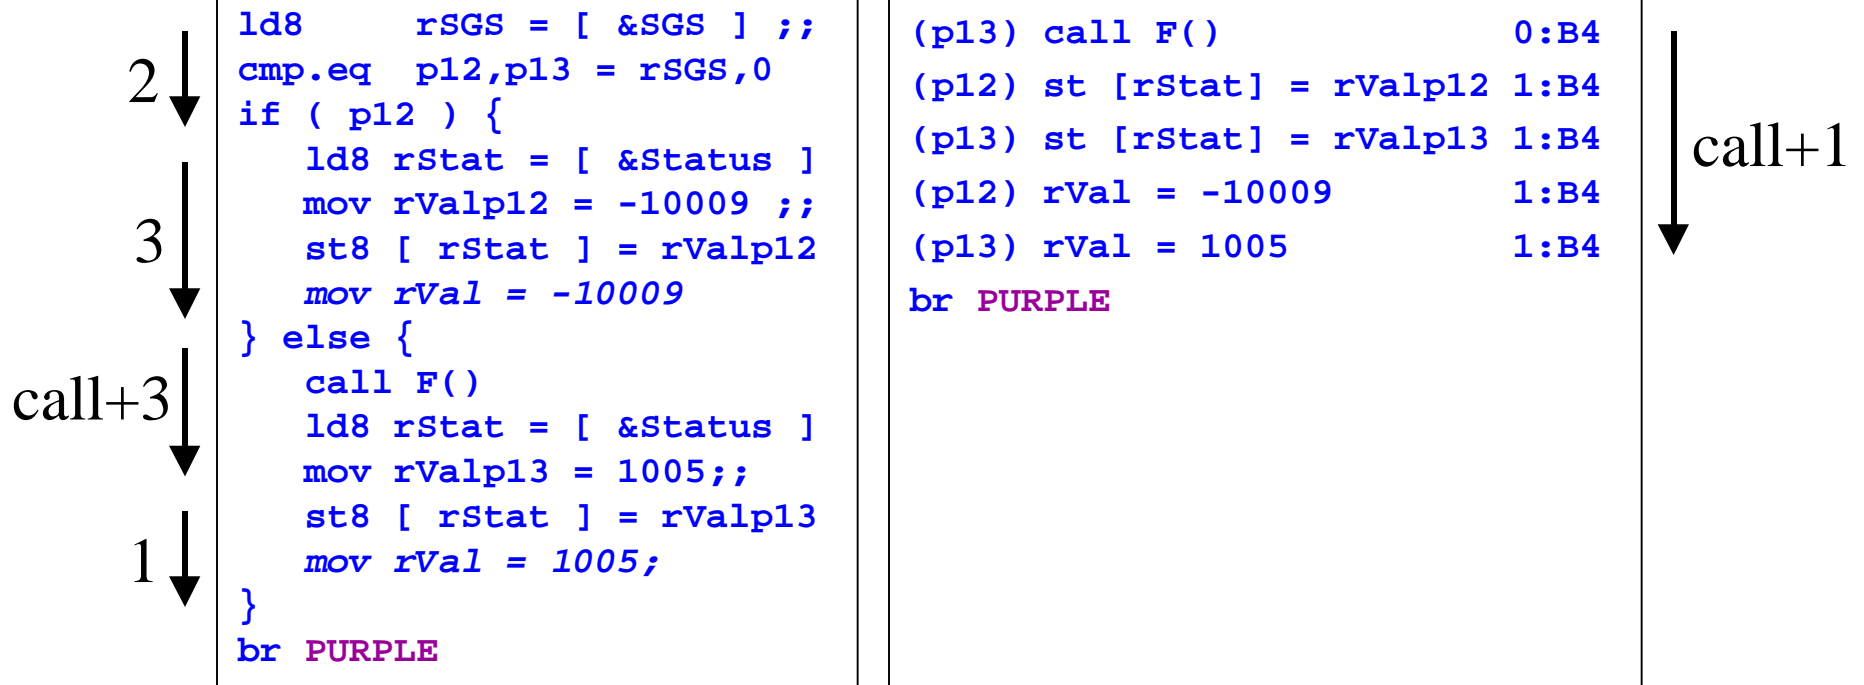 2
3
call+3
1
ld8 rSGS = [ &SGS ] ;;
cmp.eq p12,p13 = rSGS,0
if ( p12 ) {
ld8 rStat = [ &Status ]
mov rValp12 = -10009 ;;
st8 [ rStat ] = rValp12
mov rVal = -10009
} else {
call F()
ld8 rStat = [ &Status ]
mov rValp13 = 1005;;
st8 [ rStat ] = rValp13
mov rVal = 1005;
}
br PURPLE
(p13) call F() 0:B4
(p12) st [rStat] = rValp12 1:B4
(p13) st [rStat] = rValp13 1:B4
(p12) rVal = -10009 1:B4
(p13) rVal = 1005 1:B4
br PURPLE
call+1